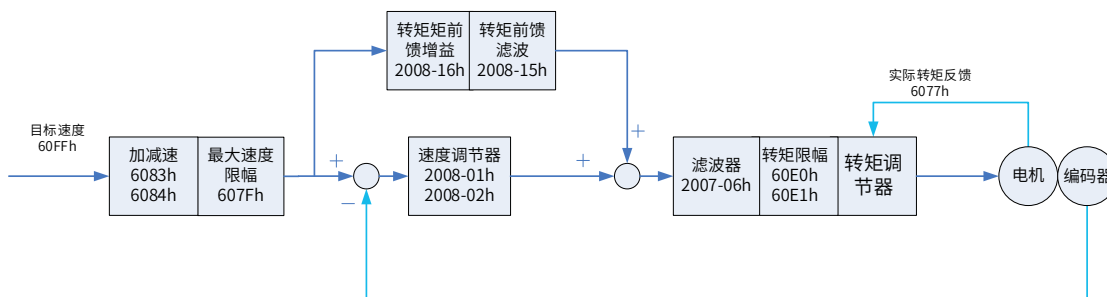 转矩矩前
馈增益
2008-16h
转矩前馈
滤波
2008-15h
实际转矩反馈
6077h
目标速度
60FFh
加减速
6083h
6084h
最大速度
限幅
607Fh
+
−
速度调节器
2008-01h
2008-02h
+
+
滤波器
2007-06h
转矩限幅
60E0h
60E1h
转矩调
节器
电机
编码器